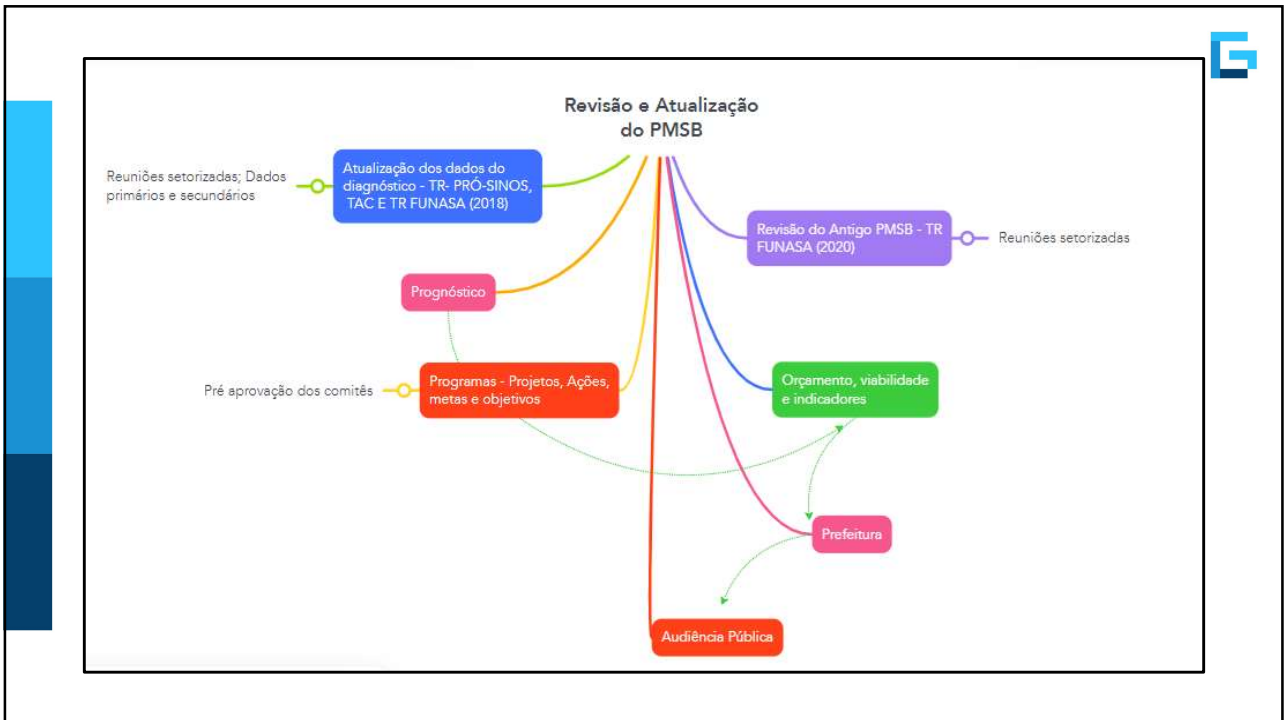 Revisão e Atualização
do PMSB
Reuniões setorizadas; Dados
primários e secundários
Atualização dos dados do
diagnóstico - TR- PRÓ-SINOS,
TAC E TR FUNASA (2018)
Revisão do Antigo PMSB - TR
FUNASA (2020)
Reuniões setorizadas
Prognóstico
Pré aprovação dos comitês
Programas - Projetos, Ações,
metas e objetivos
Orçamento, viabilidade
e indicadores
Prefeitura
Audiência Pública